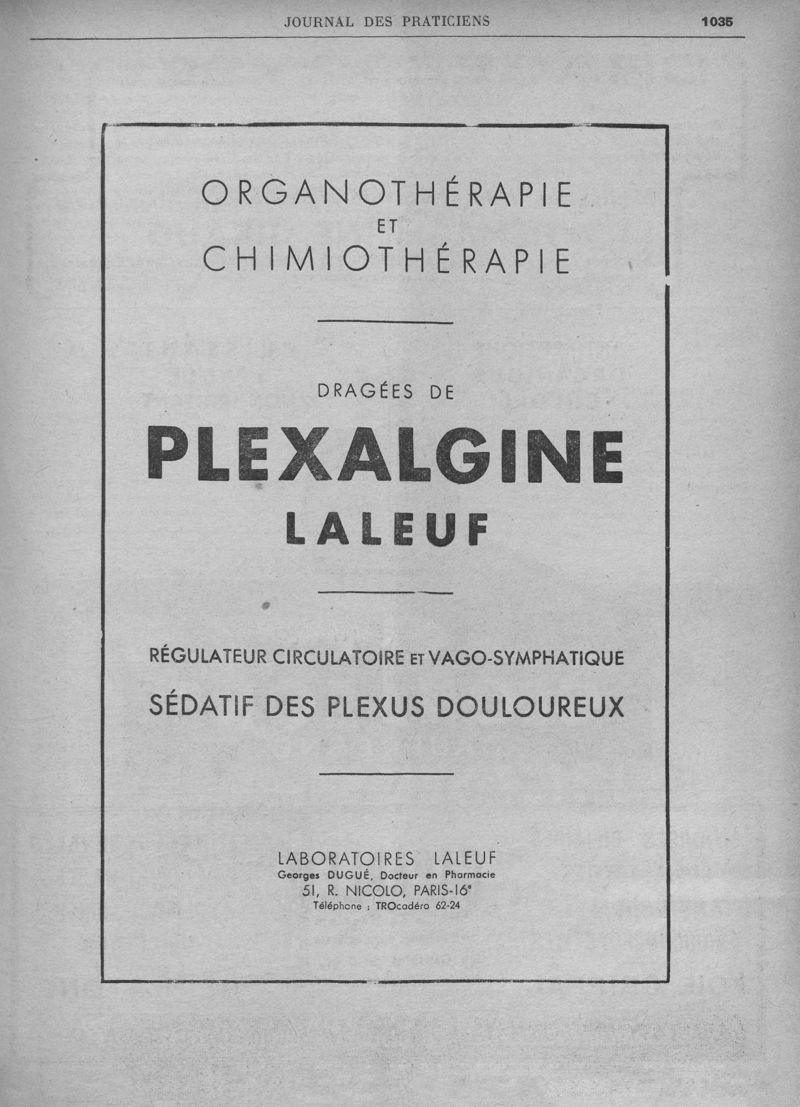 JOURNAL DES PRATICIENS 1035
ORGANOTHÉRAPIE
ET
CHIMIOTHÉRAPIE
DRAGÉES DE
PLEXALGINE
LALEUF
RÉGULATEUR CIRCULATOIRE ET VAGO-SYMPHATIQUE
SÉDATIF DES PLEXUS DOULOUREUX
LABORATOIRES LALEUF
Georges DUGUÉ, Docteur en Pharmacie
51, R. NICOLO, PARIS-16ᵉ
Téléphone : TROcadéro 62-24